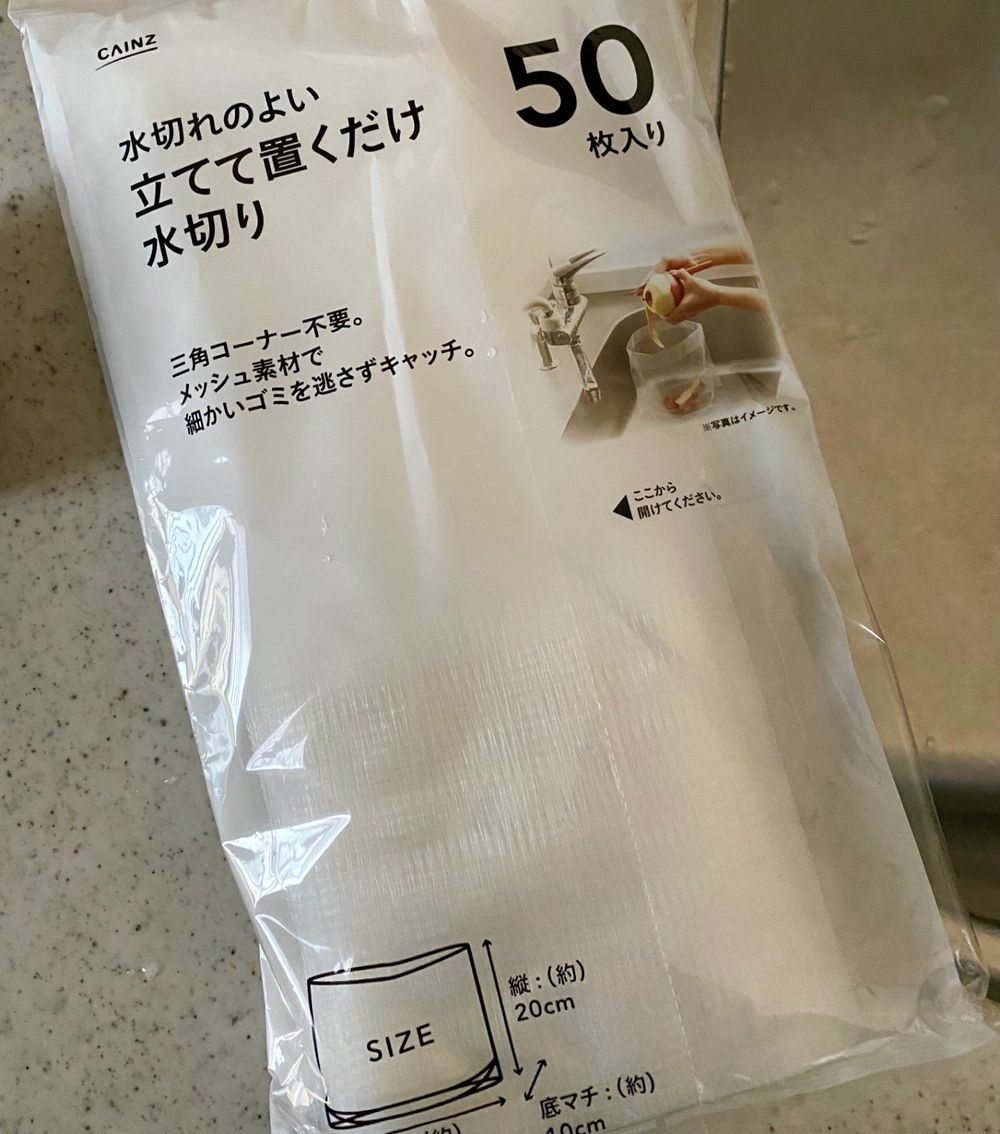 CAINZ
水切れのよい
立てて置くだけ
水切り
50
枚入り
三角コーナー不要。
メッシュ素材で
細かいゴミを逃さずキャッチ。
※写真はイメージです。
ここから
開けてください。
SIZE
縦：(約)
20cm
底マチ：(約)
10cm
(約)